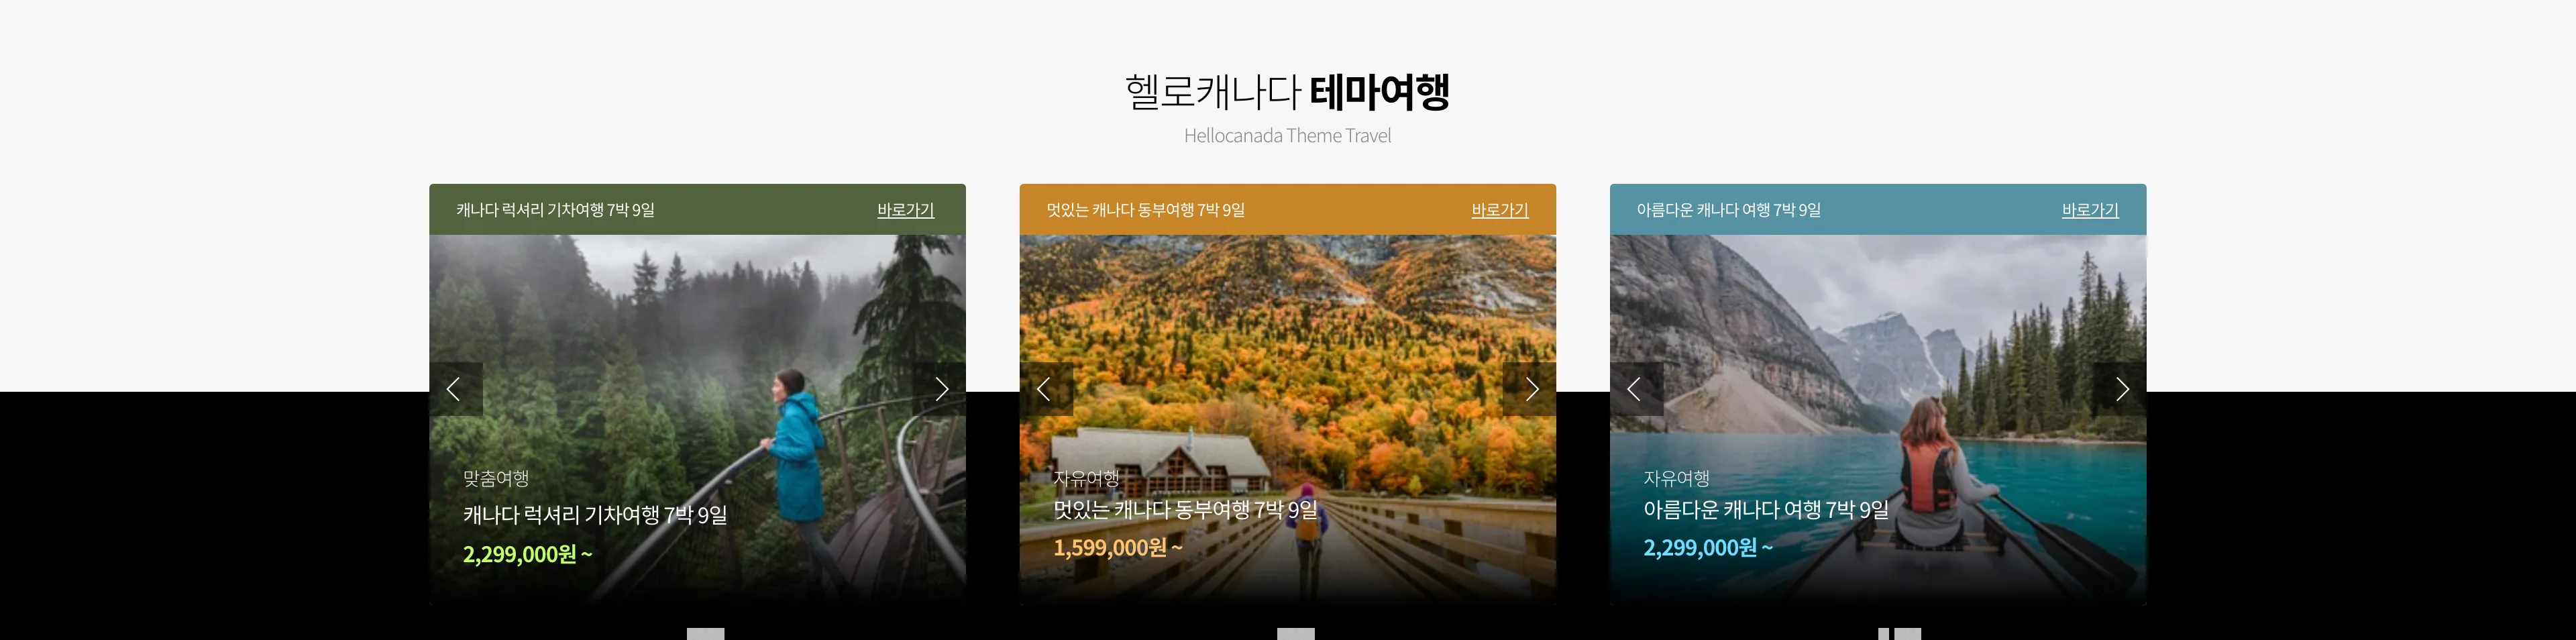 헬로캐나다 테마여행
Hellocanada Theme Travel
캐나다 럭셔리 기차여행 7박 9일
바로가기
맞춤여행
캐나다 럭셔리 기차여행 7박 9일
2,299,000원 ~
멋있는 캐나다 동부여행 7박 9일
바로가기
자유여행
멋있는 캐나다 동부여행 7박 9일
1,599,000원 ~
아름다운 캐나다 여행 7박 9일
바로가기
자유여행
아름다운 캐나다 여행 7박 9일
2,299,000원 ~